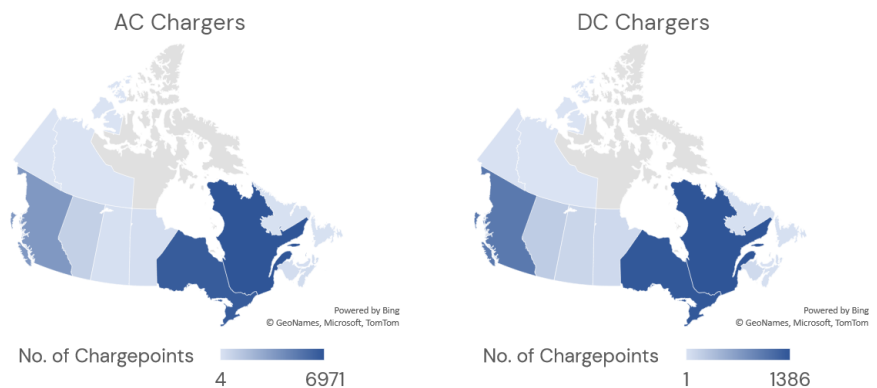 AC Chargers
DC Chargers
Powered by Bing
© GeoNames, Microsoft, TomTom
Powered by Bing
© GeoNames, Microsoft, TomTom
No. of Chargepoints
4 6971
No. of Chargepoints
1 1386